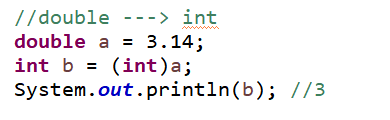 //double ---> int
double a = 3.14;
int b = (int)a;
System.out.println(b); //3